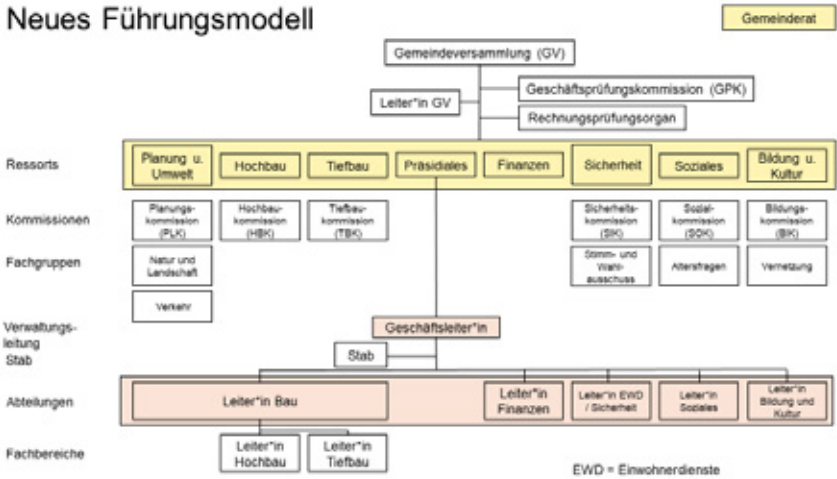 Neues Führungsmodell
Gemeinderat
Gemeindeversammlung (GV)
Leiter*in GV
Geschäftsprüfungskommission (GPK)
Rechnungsprüfungsorgan
Ressorts
Planung u.
Umwelt
Hochbau
Tiefbau
Präsidiales
Finanzen
Sicherheit
Soziales
Bildung u.
Kultur
Kommissionen
Planungs-
kommission
(PLK)
Hochbau-
kommission
(HBK)
Tiefbau-
kommission
(TBK)
Sicherheits-
kommission
(SIK)
Sozial-
kommission
(SOK)
Bildungs-
kommission
(BIK)
Fachgruppen
Natur und
Landschaft
Stimm- und
Wahl-
ausschuss
Altersfragen
Vernetzung
Verkehr
Verwaltungs-
leitung
Stab
Geschäftsleiter*in
Stab
Abteilungen
Leiter*in Bau
Leiter*in
Finanzen
Leiter*in EWD
/ Sicherheit
Leiter*in
Soziales
Leiter*in
Bildung und
Kultur
Fachbereiche
Leiter*in
Hochbau
Leiter*in
Tiefbau
EWD = Einwohnerdienste